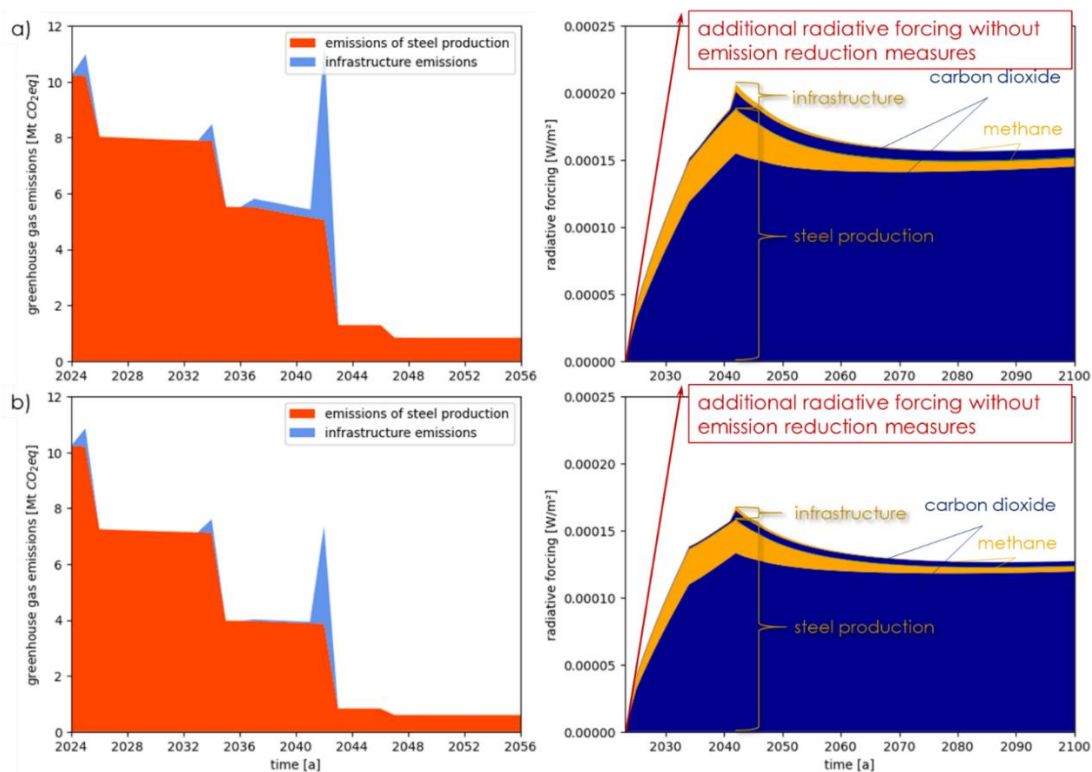 a)
12
10
8
6
4
2
0
greenhouse gas emissions [Mt CO₂eq]
emissions of steel production
infrastructure emissions
2024 2028 2032 2036 2040 2044 2048 2052 2056
0.00025
0.00020
0.00015
0.00010
0.00005
0.00000
radiative forcing [W/m²]
additional radiative forcing without
emission reduction measures
carbon dioxide
infrastructure
methane
steel production
2030 2040 2050 2060 2070 2080 2090 2100
b)
12
10
8
6
4
2
0
greenhouse gas emissions [Mt CO₂eq]
emissions of steel production
infrastructure emissions
2024 2028 2032 2036 2040 2044 2048 2052 2056
time [a]
0.00025
0.00020
0.00015
0.00010
0.00005
0.00000
radiative forcing [W/m²]
additional radiative forcing without
emission reduction measures
carbon dioxide
infrastructure
methane
steel production
2030 2040 2050 2060 2070 2080 2090 2100
time [a]